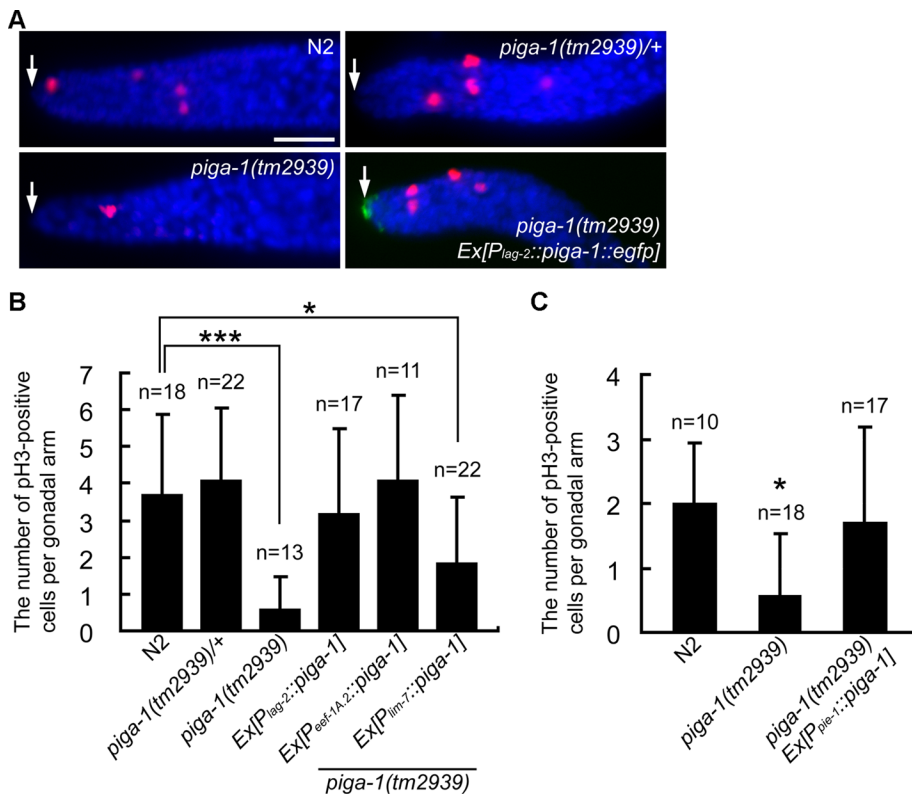 A
N2
piga-1(tm2939)/+
piga-1(tm2939)
piga-1(tm2939)
Ex[Plag-2::piga-1::egfp]
B
*
***
The number of pH3-positive
cells per gonadal arm
7
6
5
4
3
2
1
0
n=18
n=22
n=13
n=17
n=11
n=22
N2
piga-1(tm2939)/+
piga-1(tm2939)
Ex[Plag-2::piga-1]
Ex[Peef-1A.2::piga-1]
Ex[Plim-7::piga-1]
piga-1(tm2939)
C
The number of pH3-positive
cells per gonadal arm
4
3
2
1
0
n=10
*
n=18
n=17
N2
piga-1(tm2939)
piga-1(tm2939)
Ex[Ppie-1::piga-1]